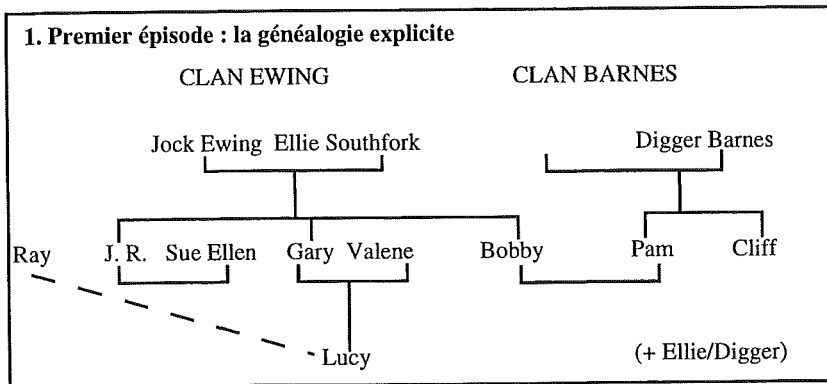 1. Premier épisode : la généalogie explicite
CLAN EWING CLAN BARNES
Jock Ewing Ellie Southfork Digger Barnes
Ray J. R. Sue Ellen Gary Valene Bobby Pam Cliff
Lucy (+ Ellie/Digger)